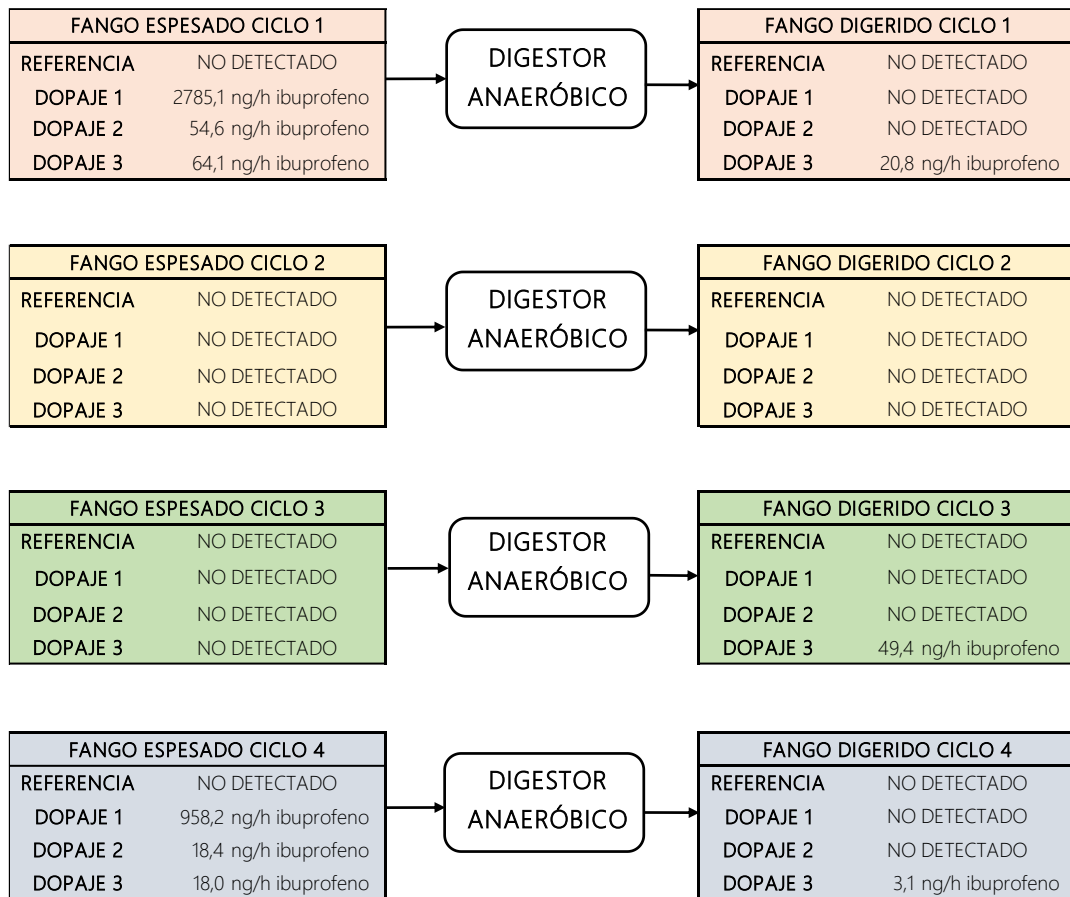 FANGO ESPESADO CICLO 1
REFERENCIA NO DETECTADO
DOPAJE 1 2785,1 ng/h ibuprofeno
DOPAJE 2 54,6 ng/h ibuprofeno
DOPAJE 3 64,1 ng/h ibuprofeno
DIGESTOR
ANAERÓBICO
FANGO DIGERIDO CICLO 1
REFERENCIA NO DETECTADO
DOPAJE 1 NO DETECTADO
DOPAJE 2 NO DETECTADO
DOPAJE 3 20,8 ng/h ibuprofeno
FANGO ESPESADO CICLO 2
REFERENCIA NO DETECTADO
DOPAJE 1 NO DETECTADO
DOPAJE 2 NO DETECTADO
DOPAJE 3 NO DETECTADO
DIGESTOR
ANAERÓBICO
FANGO DIGERIDO CICLO 2
REFERENCIA NO DETECTADO
DOPAJE 1 NO DETECTADO
DOPAJE 2 NO DETECTADO
DOPAJE 3 NO DETECTADO
FANGO ESPESADO CICLO 3
REFERENCIA NO DETECTADO
DOPAJE 1 NO DETECTADO
DOPAJE 2 NO DETECTADO
DOPAJE 3 NO DETECTADO
DIGESTOR
ANAERÓBICO
FANGO DIGERIDO CICLO 3
REFERENCIA NO DETECTADO
DOPAJE 1 NO DETECTADO
DOPAJE 2 NO DETECTADO
DOPAJE 3 49,4 ng/h ibuprofeno
FANGO ESPESADO CICLO 4
REFERENCIA NO DETECTADO
DOPAJE 1 958,2 ng/h ibuprofeno
DOPAJE 2 18,4 ng/h ibuprofeno
DOPAJE 3 18,0 ng/h ibuprofeno
DIGESTOR
ANAERÓBICO
FANGO DIGERIDO CICLO 4
REFERENCIA NO DETECTADO
DOPAJE 1 NO DETECTADO
DOPAJE 2 NO DETECTADO
DOPAJE 3 3,1 ng/h ibuprofeno